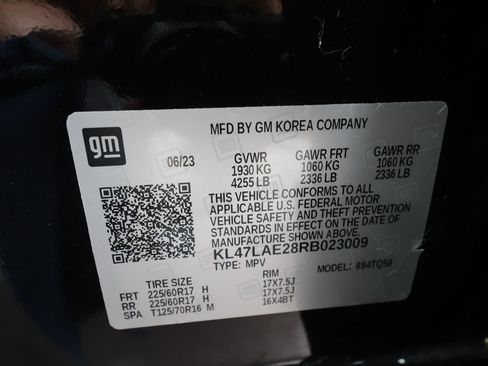 gm
MFD BY GM KOREA COMPANY
06/23 GVWR GAWR FRT GAWR RR
1930 KG 1060 KG 1060 KG
4255 LB 2336 LB 2336 LB
THIS VEHICLE CONFORMS TO ALL
APPLICABLE U.S. FEDERAL MOTOR
VEHICLE SAFETY AND THEFT PREVENTION
STANDARDS IN EFFECT ON THE DATE OF
MANUFACTURE SHOWN ABOVE.
KL47LAE28RB023009
TYPE: MPV MODEL: 894TQ58
TIRE SIZE RIM
FRT 225/60R17 H 17X7.5J
RR 225/60R17 H 17X7.5J
SPA T125/70R16 M 16X4BT